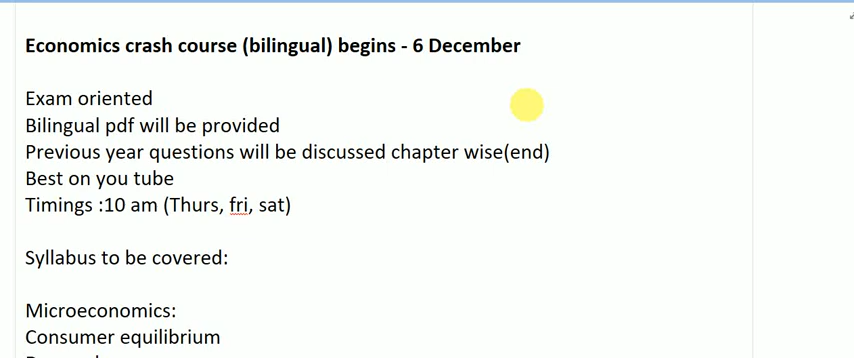 Economics crash course (bilingual) begins - 6 December
Exam oriented
Bilingual pdf will be provided
Previous year questions will be discussed chapter wise(end)
Best on you tube
Timings :10 am (Thurs, fri, sat)
Syllabus to be covered:
Microeconomics:
Consumer equilibrium